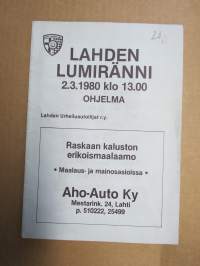 LAHDEN
LUMIRÄNNI
2.3.1980 klo 13.00
OHJELMA
Lahden Urheiluautoilijat r.y.
Raskaan kaluston
erikoismaalaamo
• Maalaus- ja mainosasioissa •
Aho-Auto Ky
Mestarink. 24, Lahti
p. 510222, 25499